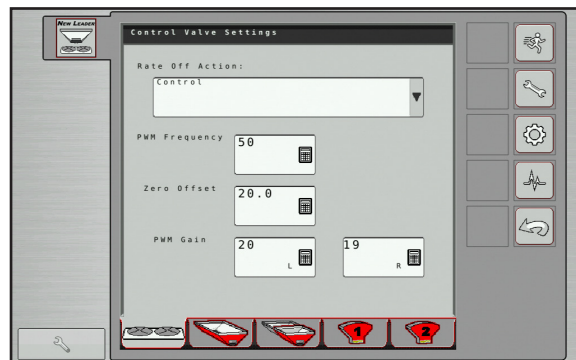 New Leader
Control Valve Settings
Rate Off Action:
Control
PWM Frequency
50
Zero Offset
20.0
PWM Gain
20
L
19
R
1
2